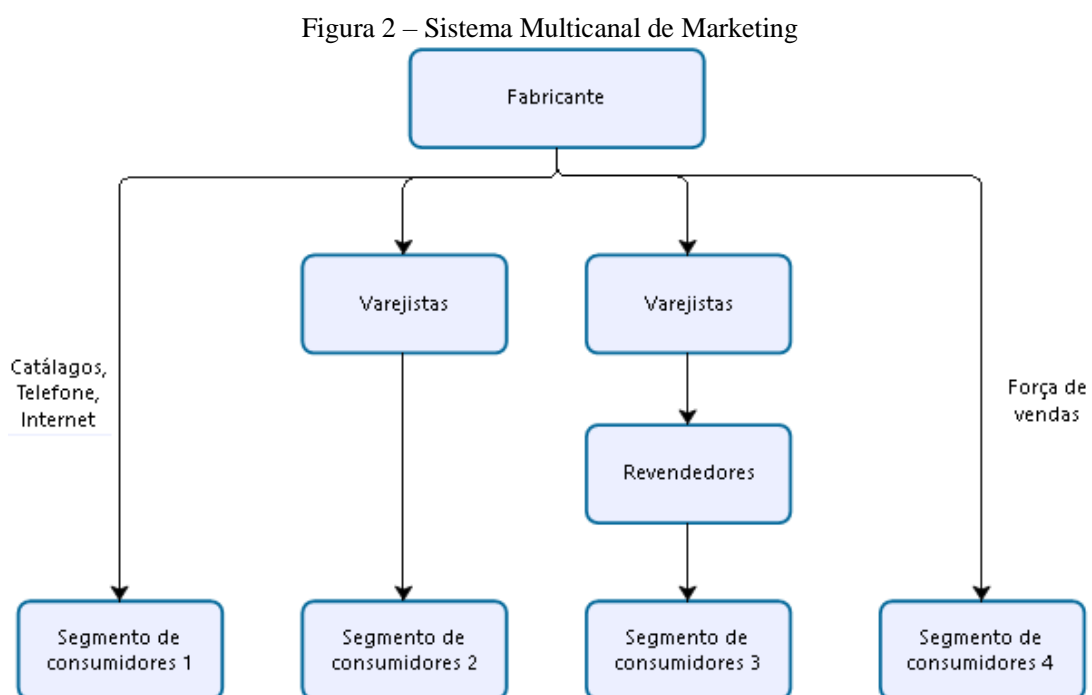 Figura 2 – Sistema Multicanal de Marketing
Fabricante
Varejistas
Varejistas
Catálagos,
Telefone,
Internet
Força de
vendas
Revendedores
Segmento de
consumidores 1
Segmento de
consumidores 2
Segmento de
consumidores 3
Segmento de
consumidores 4